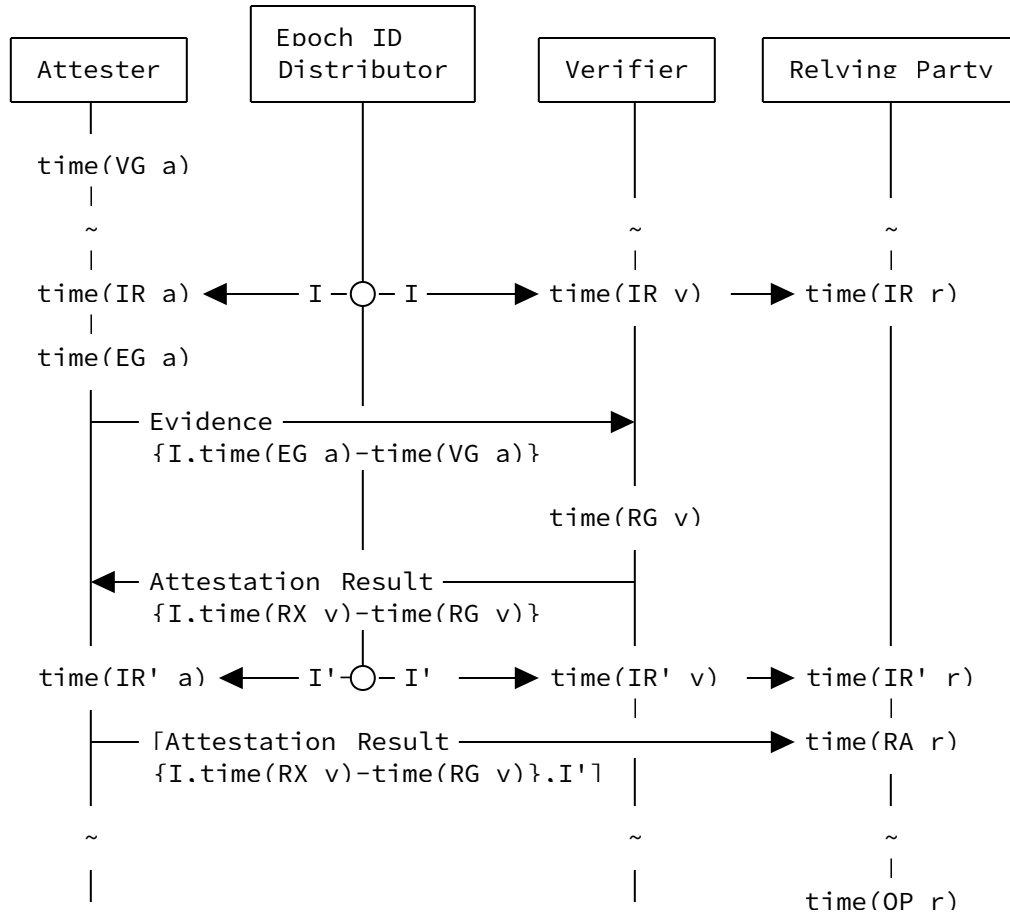 Epoch ID
Attester Distributor Verifier Relying Party
time(VG_a)
~ ~ ~
time(IR_a) I I time(IR_v) time(IR_r)
time(EG_a)
Evidence
{I,time(EG_a)-time(VG_a)}
time(RG_v)
Attestation Result
{I,time(RX_v)-time(RG_v)}
time(IR'_a) I' I' time(IR'_v) time(IR'_r)
[Attestation Result time(RA_r)
{I,time(RX_v)-time(RG_v)},I']
~ ~ ~
time(OP_r)